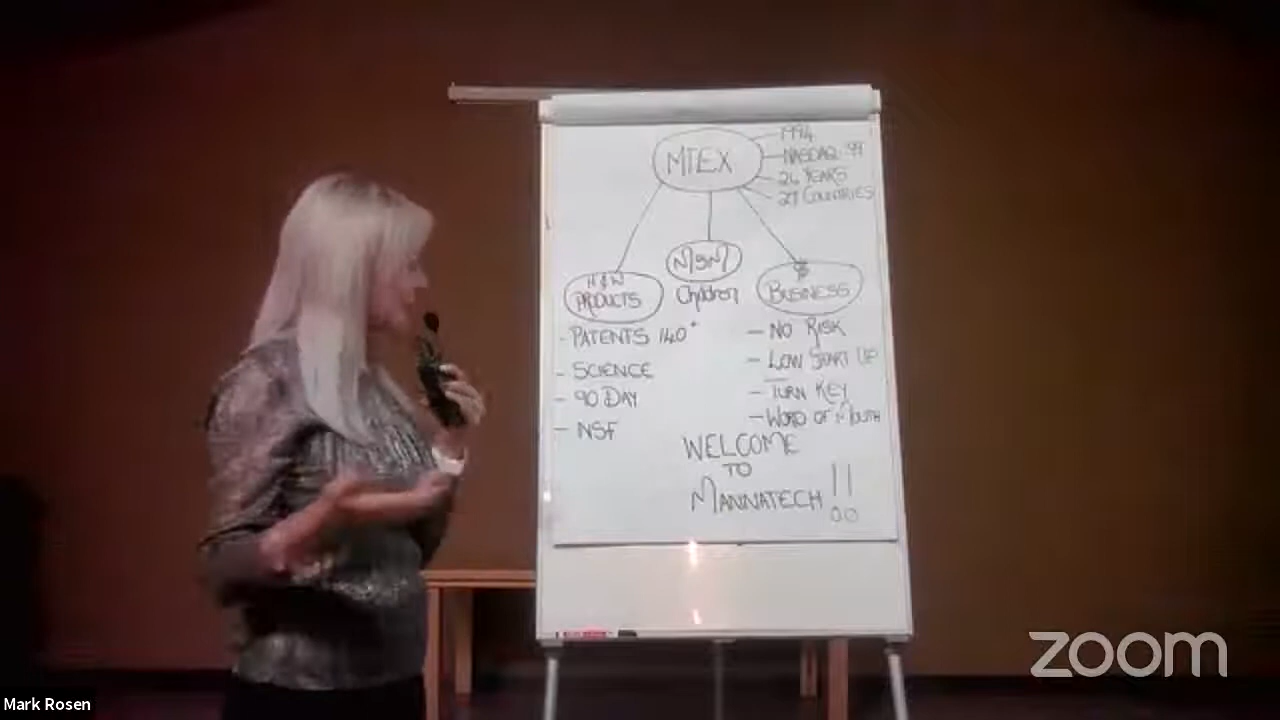 MTEX
1994
NASDAQ '99
26 YEARS
27 COUNTRIES
H & W
PRODUCTS
M5M
Children
$
BUSINESS
- PATENTS 140+
- SCIENCE
- 90 DAY
- NSF
- NO RISK
- LOW START UP
- TURN KEY
- WORD OF MOUTH
WELCOME
TO
MANNATECH !!
zoom
Mark Rosen